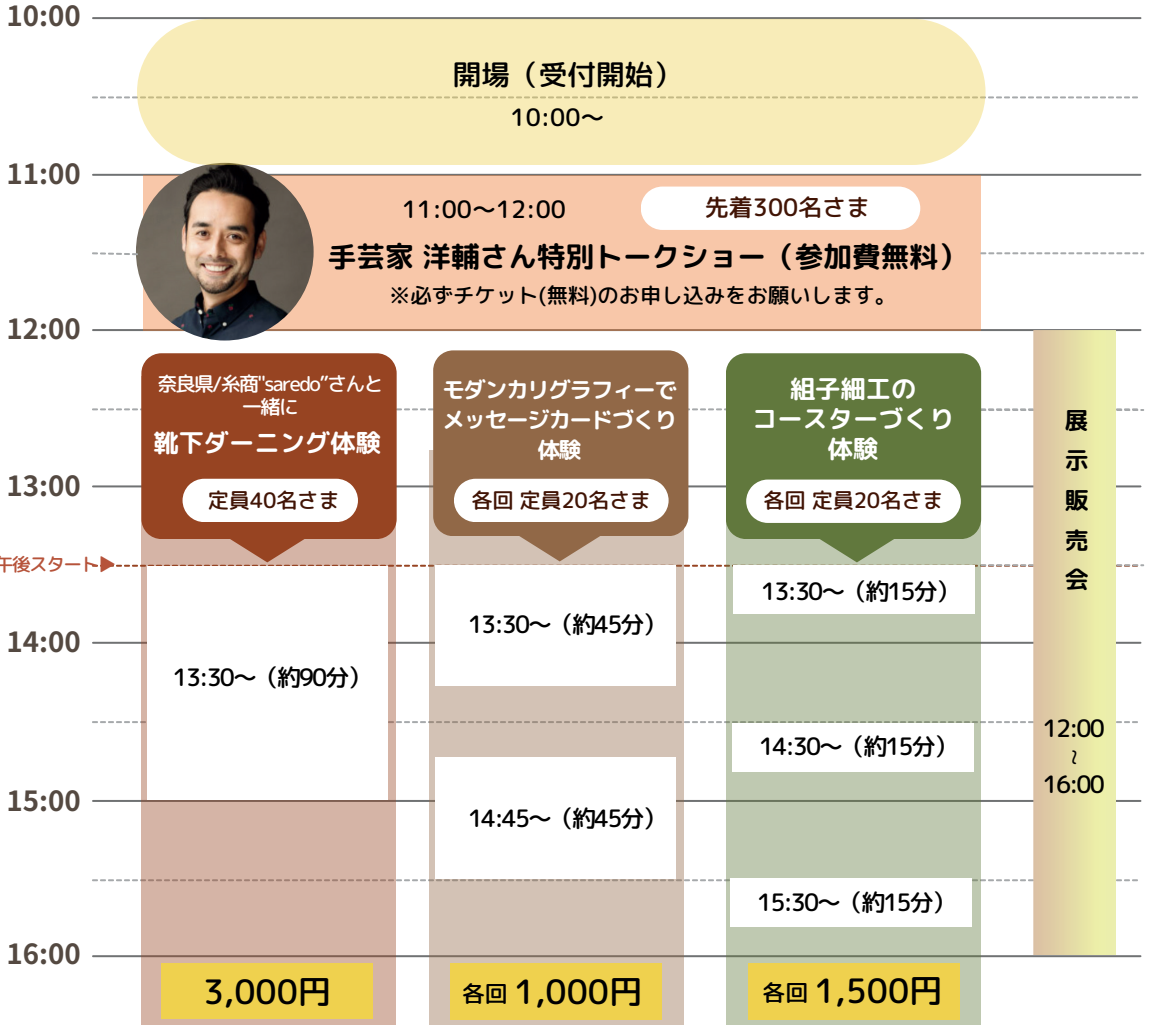 10:00
開場（受付開始）
10:00〜
11:00
11:00〜12:00
先着300名さま
手芸家 洋輔さん特別トークショー（参加費無料）
※必ずチケット(無料)のお申し込みをお願いします。
12:00
奈良県/糸商"saredo"さんと
一緒に
靴下ダーニング体験
定員40名さま
モダンカリグラフィーで
メッセージカードづくり
体験
各回 定員20名さま
組子細工の
コースターづくり
体験
各回 定員20名さま
展示販売会
12:00
〜
16:00
13:00
午後スタート▶
13:30〜（約90分）
13:30〜（約45分）
14:45〜（約45分）
13:30〜（約15分）
14:30〜（約15分）
15:30〜（約15分）
14:00
15:00
16:00
3,000円
各回 1,000円
各回 1,500円